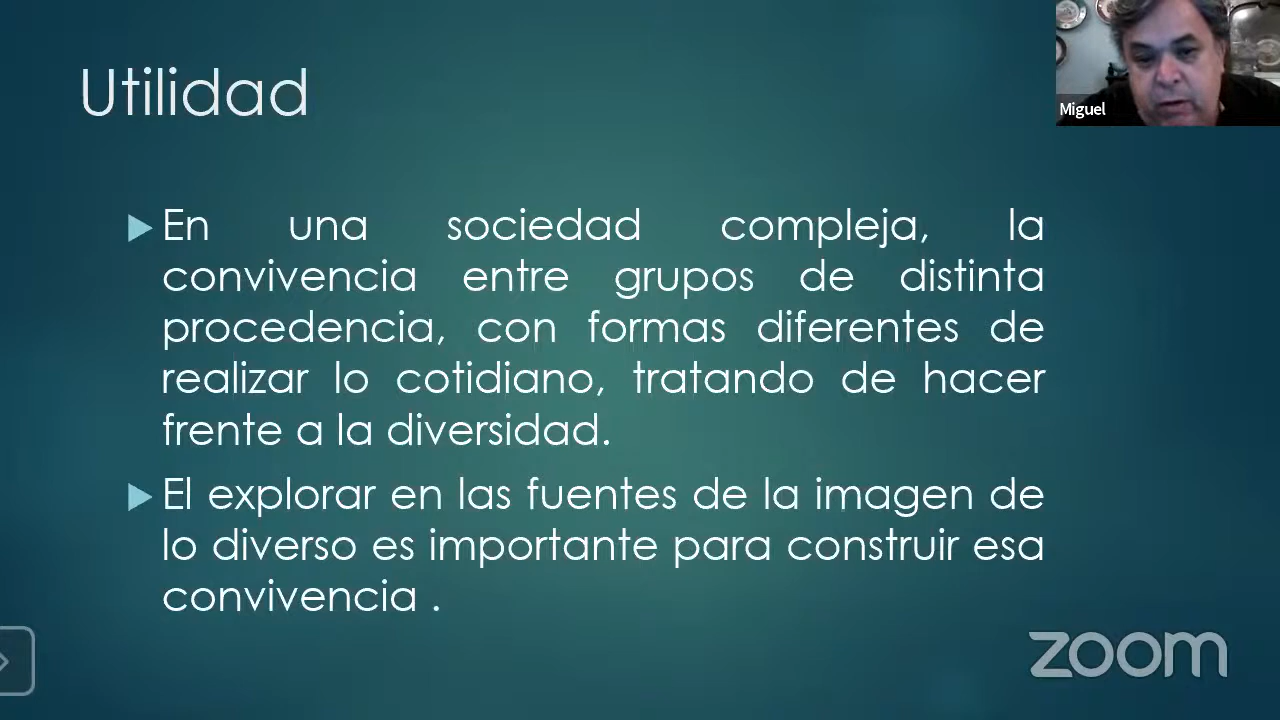 Utilidad
Miguel
En una sociedad compleja, la
convivencia entre grupos de distinta
procedencia, con formas diferentes de
realizar lo cotidiano, tratando de hacer
frente a la diversidad.
El explorar en las fuentes de la imagen de
lo diverso es importante para construir esa
convivencia .
zoom